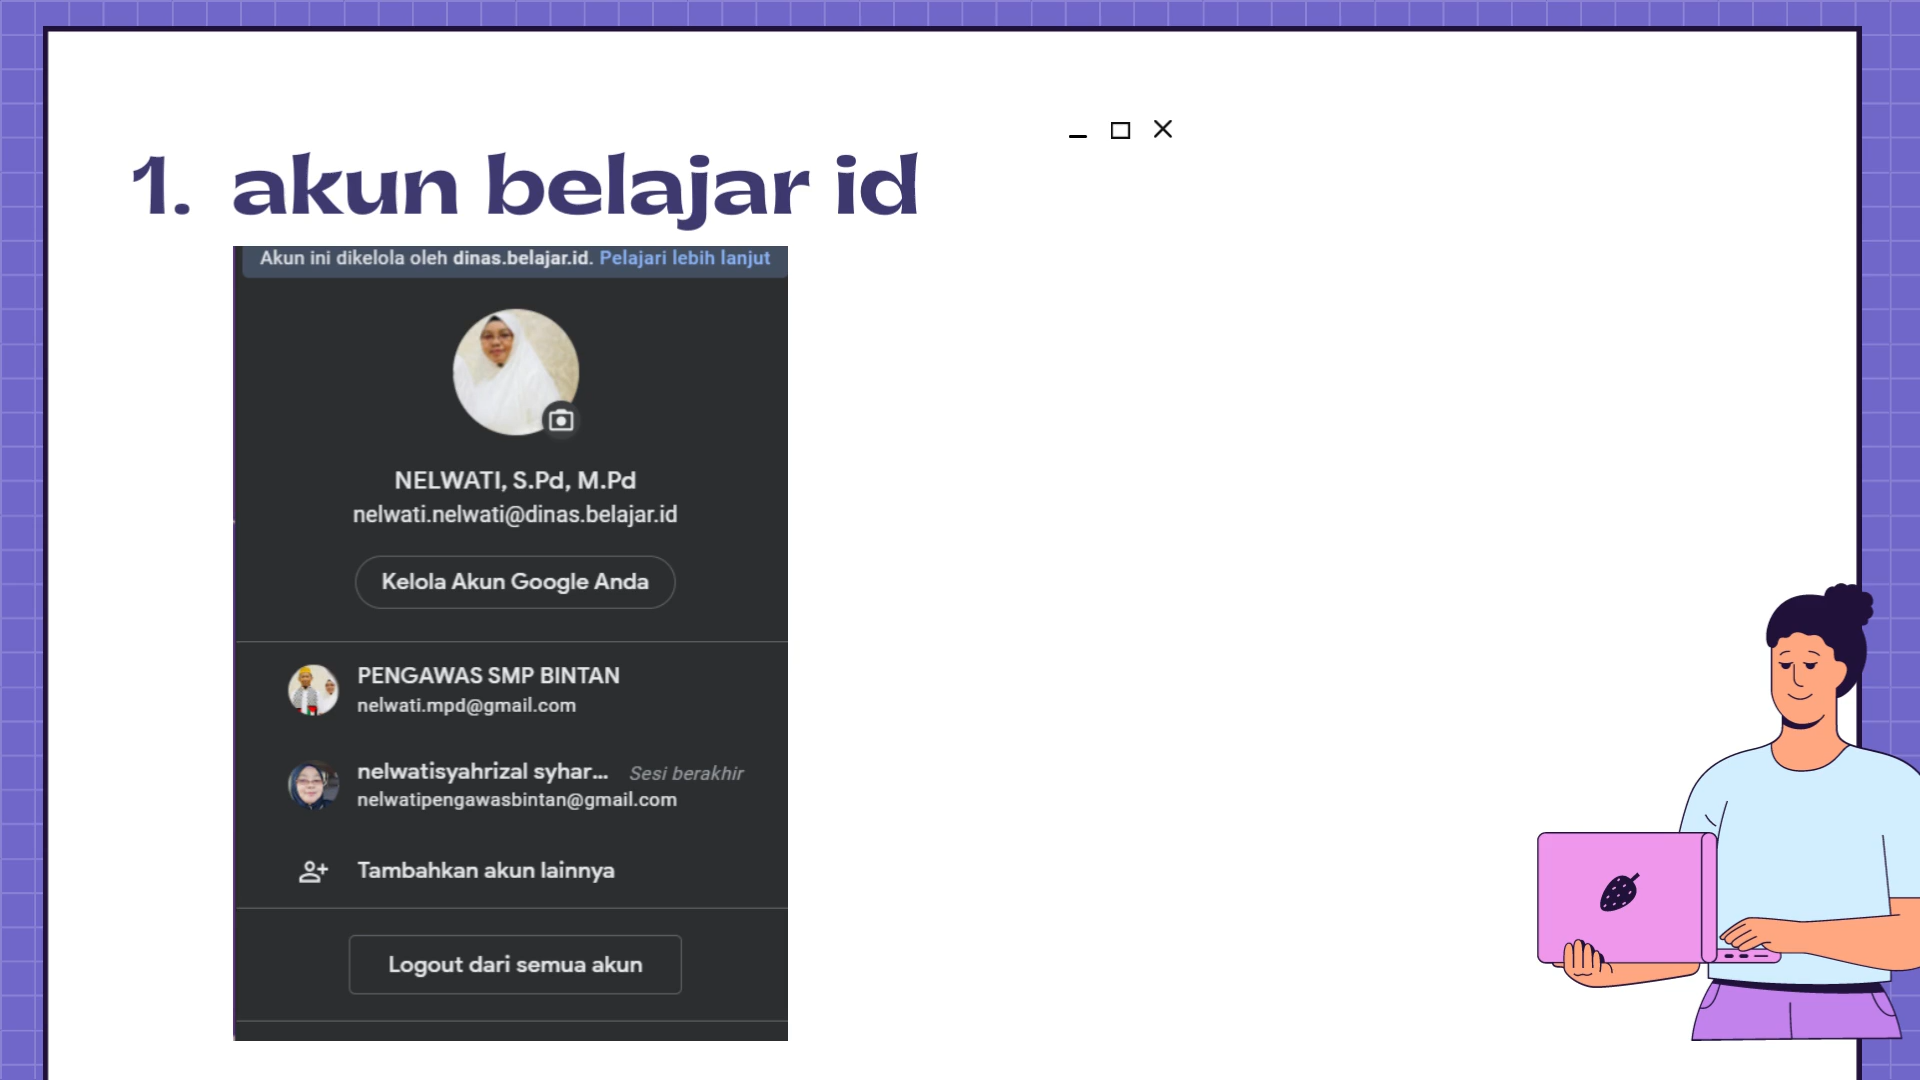 1. akun belajar id
Akun ini dikelola oleh dinas.belajar.id. Pelajari lebih lanjut
NELWATI, S.Pd, M.Pd
nelwati.nelwati@dinas.belajar.id
Kelola Akun Google Anda
PENGAWAS SMP BINTAN
nelwati.mpd@gmail.com
nelwatisyahrizal syhar... Sesi berakhir
nelwatipengawasbintan@gmail.com
Tambahkan akun lainnya
Logout dari semua akun